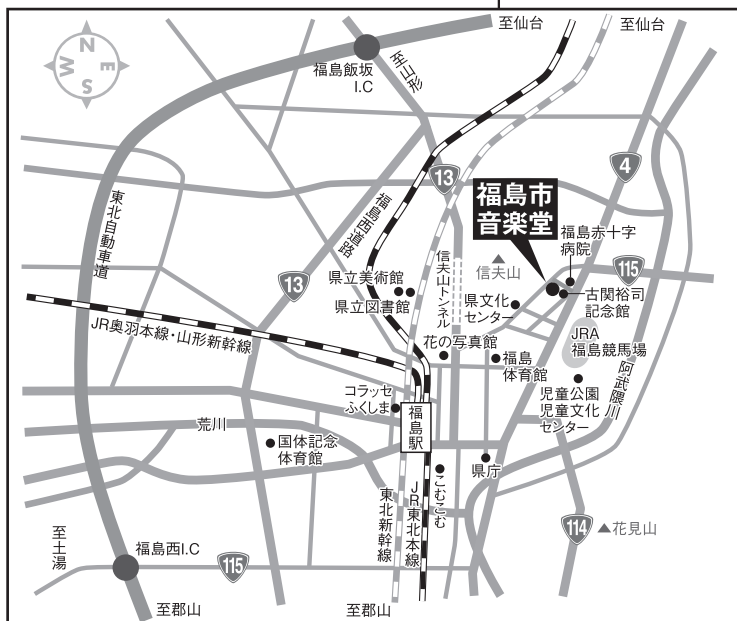 至仙台
至仙台
N
E
S
W
福島飯坂
I.C
至山形
13
4
福島市
音楽堂
福島赤十字
病院
115
東北自動車道
福島西道路
13
県立美術館
県立図書館
信夫山トンネル
信夫山
県文化
センター
古関裕司
記念館
JR奥羽本線・山形新幹線
花の写真館
福島
体育館
JRA
福島競馬場
阿武隈川
児童公園
児童文化
センター
コラッセ
ふくしま
福島駅
荒川
国体記念
体育館
県庁
こむこむ
東北新幹線
JR東北本線
114
花見山
至土湯
福島西I.C
115
至郡山
至郡山